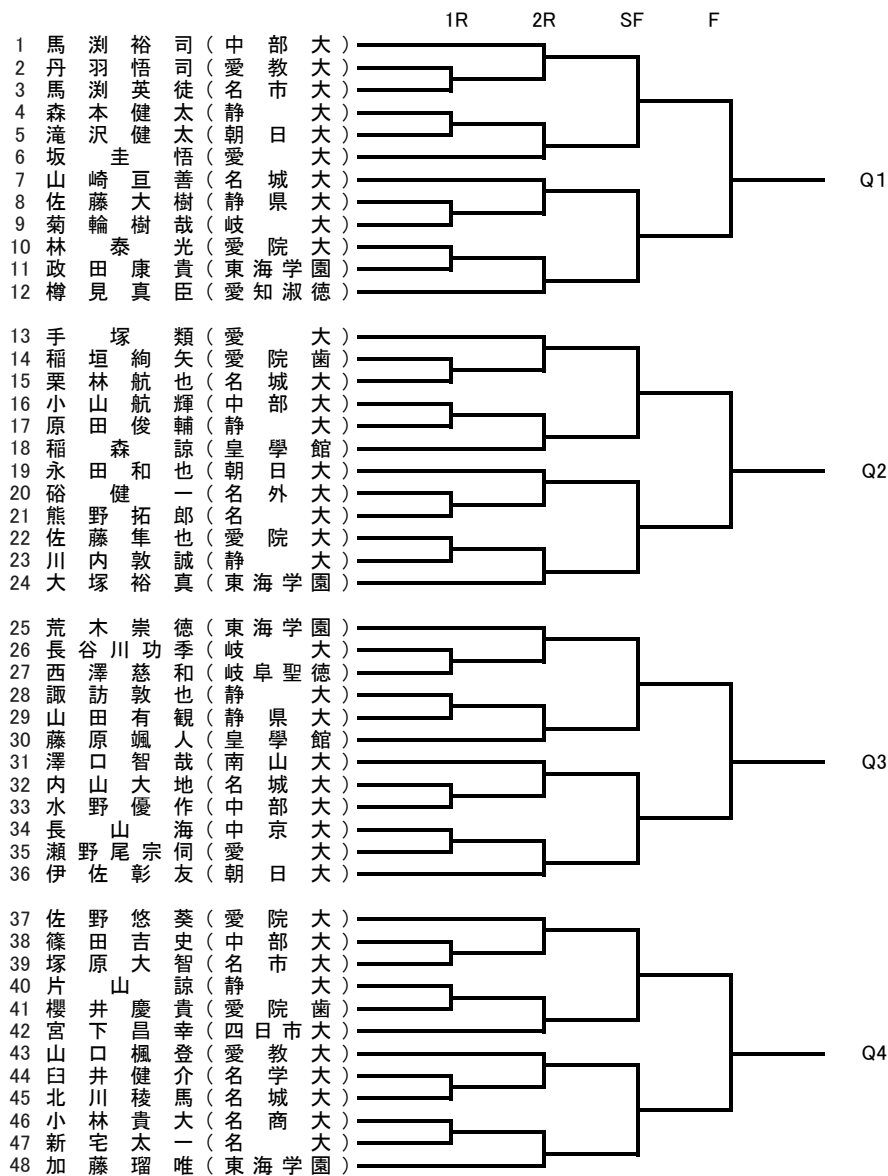 1R 2R SF F
1 馬渕裕司(中部大)
2 丹羽悟司(愛教大)
3 馬渕英徒(名市大)
4 森本健太(静大)
5 滝沢健太(朝日大)
6 坂圭悟(愛大)
7 山崎亘善(名城大) Q1
8 佐藤大樹(静県大)
9 菊輪樹哉(岐大)
10 林泰光(愛院大)
11 政田康貴(東海学園)
12 樽見真臣(愛知淑徳)
13 手塚類(愛大)
14 稲垣絢矢(愛院歯)
15 栗林航也(名城大)
16 小山航輝(中部大)
17 原田俊輔(静大)
18 稲森諒(皇學館)
19 永田和也(朝日大) Q2
20 硲健一(名外大)
21 熊野拓郎(名大)
22 佐藤隼也(愛院大)
23 川内敦誠(静大)
24 大塚裕真(東海学園)
25 荒木崇徳(東海学園)
26 長谷川功季(岐大)
27 西澤慈和(岐阜聖徳)
28 諏訪敦也(静大)
29 山田有観(静県大)
30 藤原颯人(皇學館)
31 澤口智哉(南山大) Q3
32 内山大地(名城大)
33 水野優作(中部大)
34 長山海(中京大)
35 瀬野尾宗伺(愛大)
36 伊佐彰友(朝日大)
37 佐野悠葵(愛院大)
38 篠田吉史(中部大)
39 塚原大智(名市大)
40 片山諒(静大)
41 櫻井慶貴(愛院歯)
42 宮下昌幸(四日市大)
43 山口楓登(愛教大) Q4
44 臼井健介(名学大)
45 北川稜馬(名城大)
46 小林貴大(名商大)
47 新宅太一(名大)
48 加藤瑠唯(東海学園)